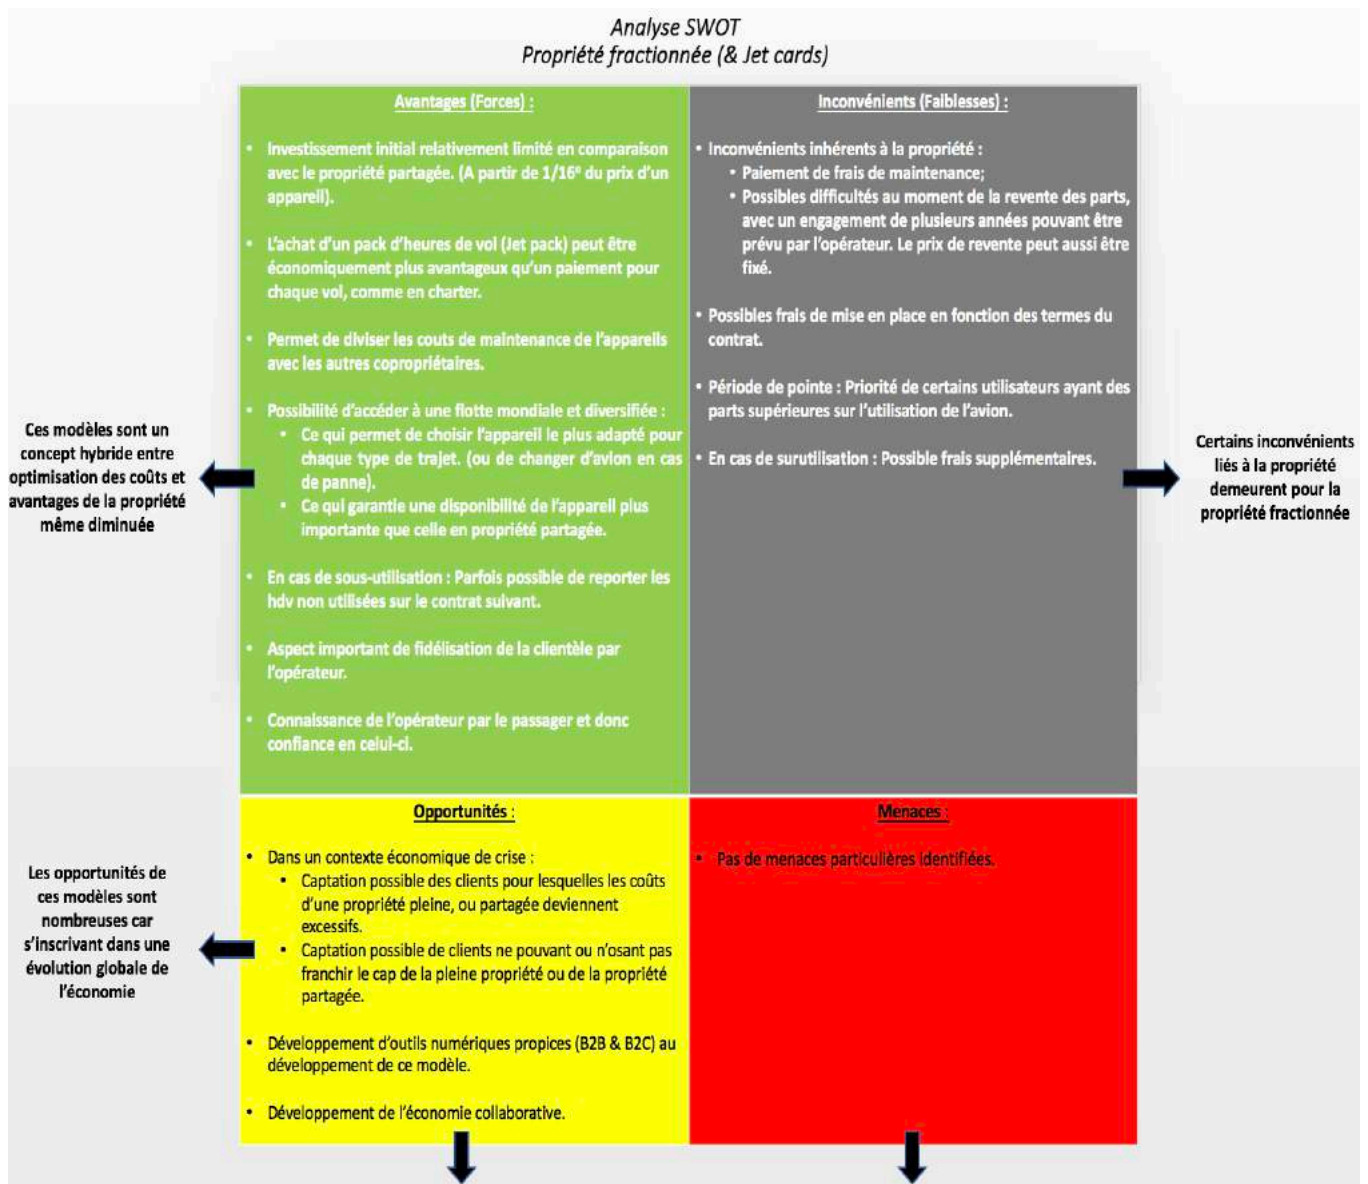 Analyse SWOT
Propriété fractionnée (& Jet cards)
Avantages (Forces) :
• Investissement initial relativement limité en comparaison
avec le propriété partagée. (A partir de 1/16ᵉ du prix d'un
appareil).
• L'achat d'un pack d'heures de vol (Jet pack) peut être
économiquement plus avantageux qu'un paiement pour
chaque vol, comme en charter.
• Permet de diviser les couts de maintenance de l'appareils
avec les autres copropriétaires.
• Possibilité d'accéder à une flotte mondiale et diversifiée :
• Ce qui permet de choisir l'appareil le plus adapté pour
chaque type de trajet. (ou de changer d'avion en cas
de panne).
• Ce qui garantie une disponibilité de l'appareil plus
importante que celle en propriété partagée.
• En cas de sous-utilisation : Parfois possible de reporter les
hdv non utilisées sur le contrat suivant.
• Aspect important de fidélisation de la clientèle par
l'opérateur.
• Connaissance de l'opérateur par le passager et donc
confiance en celui-ci.
Inconvénients (Faiblesses) :
• Inconvénients inhérents à la propriété :
• Paiement de frais de maintenance;
• Possibles difficultés au moment de la revente des parts,
avec un engagement de plusieurs années pouvant être
prévu par l'opérateur. Le prix de revente peut aussi être
fixé.
• Possibles frais de mise en place en fonction des termes du
contrat.
• Période de pointe : Priorité de certains utilisateurs ayant des
parts supérieures sur l'utilisation de l'avion.
• En cas de surutilisation : Possible frais supplémentaires.
Ces modèles sont un
concept hybride entre
optimisation des coûts et
avantages de la propriété
même diminuée
Certains inconvénients
liés à la propriété
demeurent pour la
propriété fractionnée
Opportunités :
• Dans un contexte économique de crise :
• Captation possible des clients pour lesquelles les coûts
d'une propriété pleine, ou partagée deviennent
excessifs.
• Captation possible de clients ne pouvant ou n'osant pas
franchir le cap de la pleine propriété ou de la propriété
partagée.
• Développement d'outils numériques propices (B2B & B2C) au
développement de ce modèle.
• Développement de l'économie collaborative.
Menaces :
• Pas de menaces particulières identifiées.
Les opportunités de
ces modèles sont
nombreuses car
s'inscrivant dans une
évolution globale de
l'économie